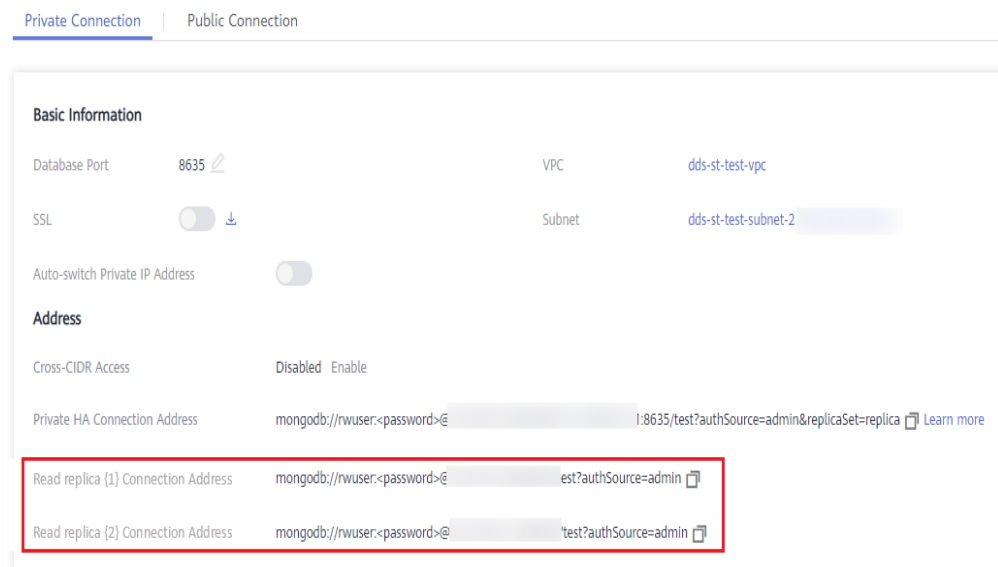 Private Connection Public Connection
Basic Information
Database Port 8635 VPC dds-st-test-vpc
SSL Subnet dds-st-test-subnet-2
Auto-switch Private IP Address
Address
Cross-CIDR Access Disabled Enable
Private HA Connection Address mongodb://rwuser:<password>@ 1:8635/test?authSource=admin&replicaSet=replica Learn more
Read replica {1} Connection Address mongodb://rwuser:<password>@ est?authSource=admin
Read replica {2} Connection Address mongodb://rwuser:<password>@ /test?authSource=admin